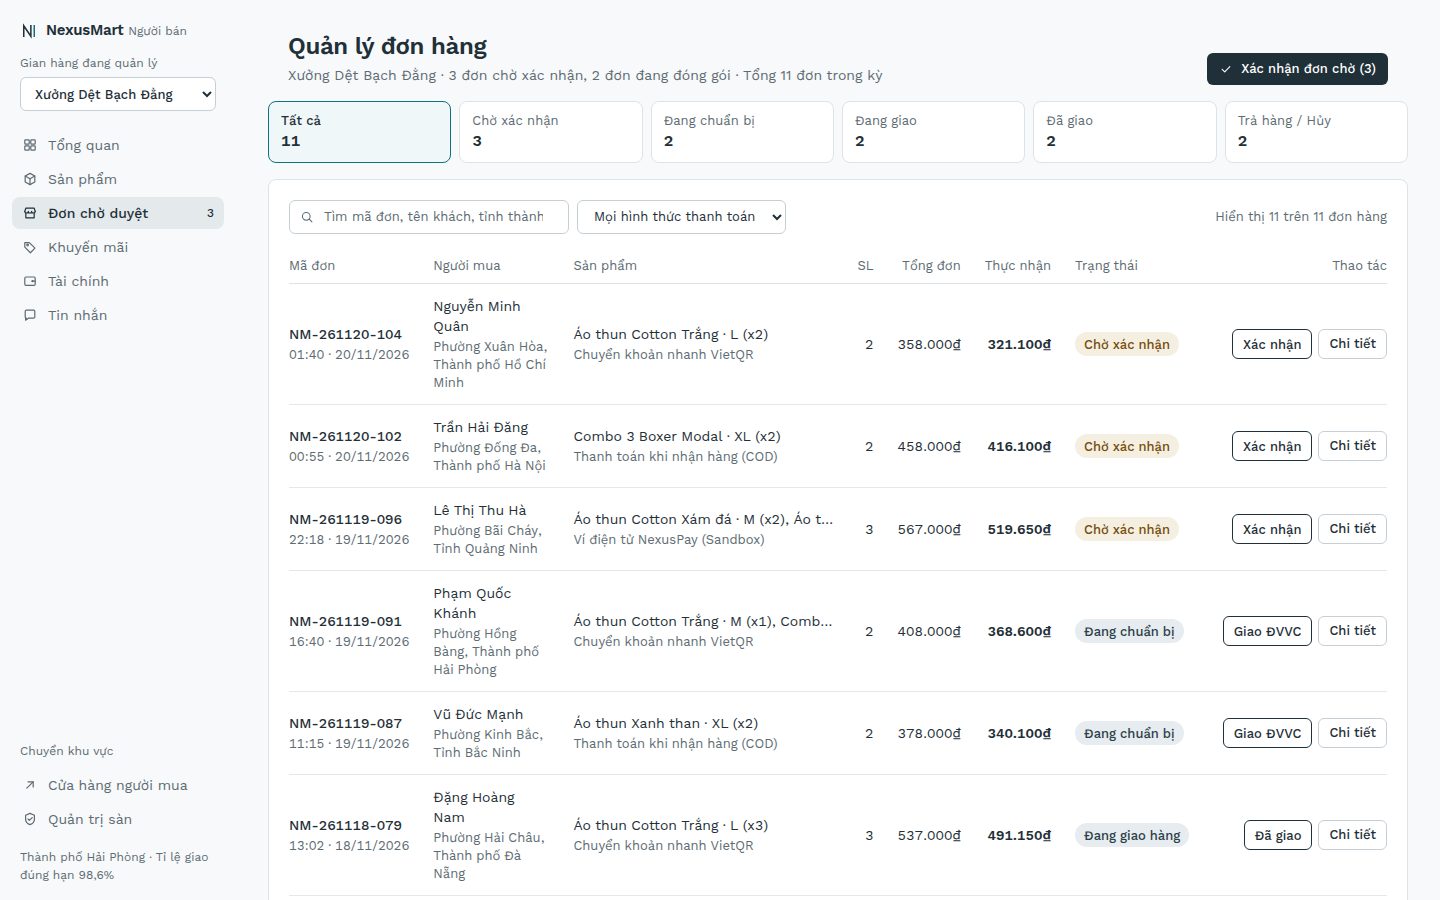 NexusMart Người bán
Gian hàng đang quản lý
Xưởng Dệt Bạch Đằng
Tổng quan
Sản phẩm
Đơn chờ duyệt 3
Khuyến mãi
Tài chính
Tin nhắn
Chuyển khu vực
Cửa hàng người mua
Quản trị sàn
Thành phố Hải Phòng · Tỉ lệ giao
đúng hạn 98,6%
Quản lý đơn hàng
Xưởng Dệt Bạch Đằng · 3 đơn chờ xác nhận, 2 đơn đang đóng gói · Tổng 11 đơn trong kỳ
Xác nhận đơn chờ (3)
Tất cả
11
Chờ xác nhận
3
Đang chuẩn bị
2
Đang giao
2
Đã giao
2
Trả hàng / Hủy
2
Tìm mã đơn, tên khách, tỉnh thành
Mọi hình thức thanh toán
Hiển thị 11 trên 11 đơn hàng
Mã đơn Người mua Sản phẩm SL Tổng đơn Thực nhận Trạng thái Thao tác
NM-261120-104
01:40 · 20/11/2026
Nguyễn Minh
Quân
Phường Xuân Hòa,
Thành phố Hồ Chí
Minh
Áo thun Cotton Trắng · L (x2)
Chuyển khoản nhanh VietQR
2 358.000₫ 321.100₫ Chờ xác nhận Xác nhận Chi tiết
NM-261120-102
00:55 · 20/11/2026
Trần Hải Đăng
Phường Đống Đa,
Thành phố Hà Nội
Combo 3 Boxer Modal · XL (x2)
Thanh toán khi nhận hàng (COD)
2 458.000₫ 416.100₫ Chờ xác nhận Xác nhận Chi tiết
NM-261119-096
22:18 · 19/11/2026
Lê Thị Thu Hà
Phường Bãi Cháy,
Tỉnh Quảng Ninh
Áo thun Cotton Xám đá · M (x2), Áo t...
Ví điện tử NexusPay (Sandbox)
3 567.000₫ 519.650₫ Chờ xác nhận Xác nhận Chi tiết
NM-261119-091
16:40 · 19/11/2026
Phạm Quốc
Khánh
Phường Hồng
Bàng, Thành phố
Hải Phòng
Áo thun Cotton Trắng · M (x1), Comb...
Chuyển khoản nhanh VietQR
2 408.000₫ 368.600₫ Đang chuẩn bị Giao ĐVVC Chi tiết
NM-261119-087
11:15 · 19/11/2026
Vũ Đức Mạnh
Phường Kinh Bắc,
Tỉnh Bắc Ninh
Áo thun Xanh than · XL (x2)
Thanh toán khi nhận hàng (COD)
2 378.000₫ 340.100₫ Đang chuẩn bị Giao ĐVVC Chi tiết
NM-261118-079
13:02 · 18/11/2026
Đặng Hoàng
Nam
Phường Hải Châu,
Thành phố Đà
Nẵng
Áo thun Cotton Trắng · L (x3)
Chuyển khoản nhanh VietQR
3 537.000₫ 491.150₫ Đang giao hàng Đã giao Chi tiết